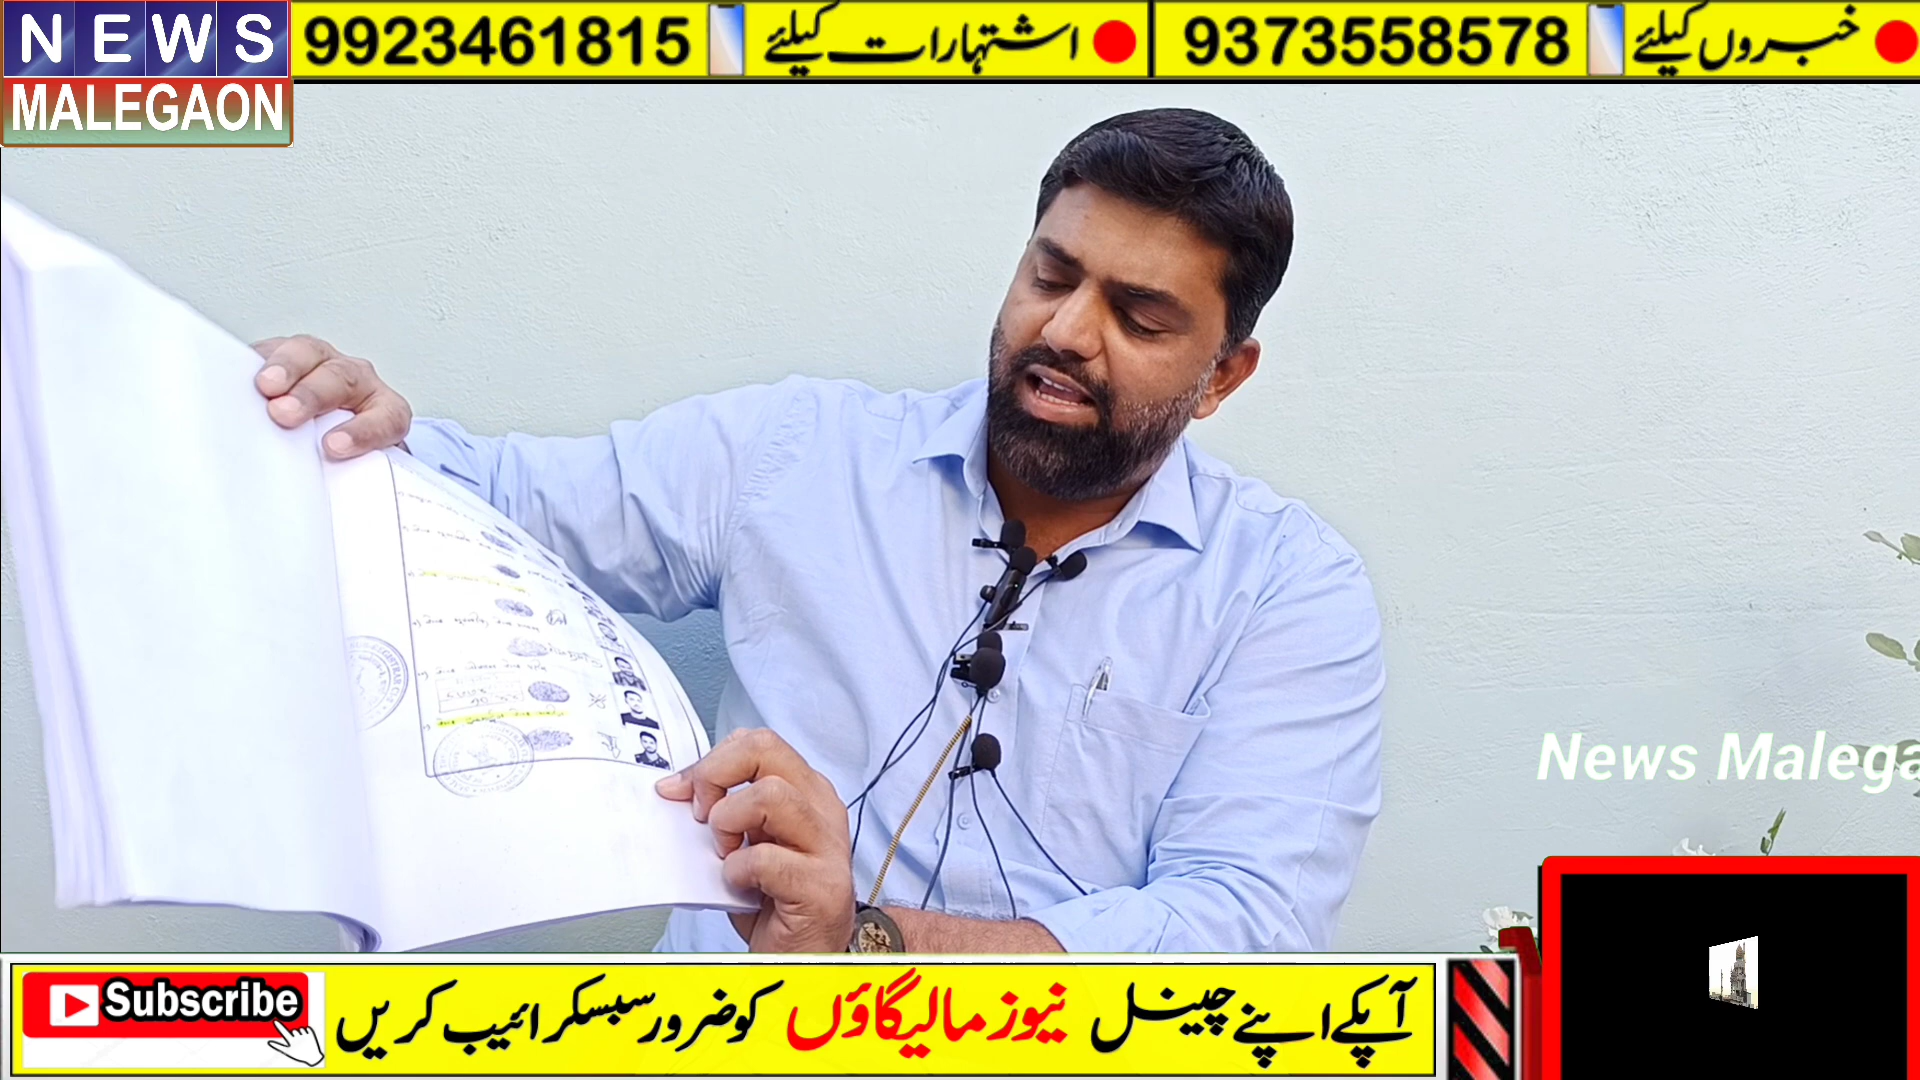 NEWS
MALEGAON
خبروں کیلئے 9373558578
اشتہارات کیلئے 9923461815
News Malega
Subscribe
آپکے اپنے چینل نیوز مالیگاؤں کو ضرور سبسکرائیب کریں